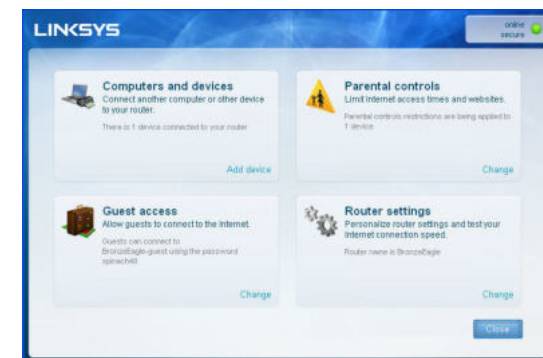 LINKSYS
online
secure
Computers and devices
Connect another computer or other device
to your router.
There is 1 device connected to your router
Add device
Parental controls
Limit Internet access times and websites.
Parental controls restrictions are being applied to
1 device
Change
Guest access
Allow guests to connect to the Internet.
Guests can connect to
BronzeEagle-guest using the password
Change
Router settings
Personalize router settings and test your
Internet connection speed.
Router name is BronzeEagle
Change
Close